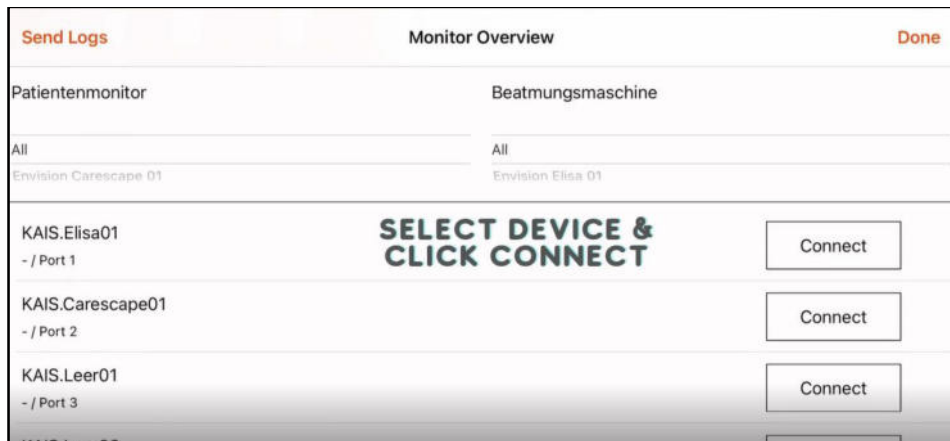 Send Logs
Monitor Overview
Done
Patientenmonitor
Beatmungsmaschine
All
All
Envision Carescape 01
Envision Elisa 01
KAIS.Elisa01
- / Port 1
SELECT DEVICE &
CLICK CONNECT
Connect
KAIS.Carescape01
- / Port 2
Connect
KAIS.Leer01
- / Port 3
Connect